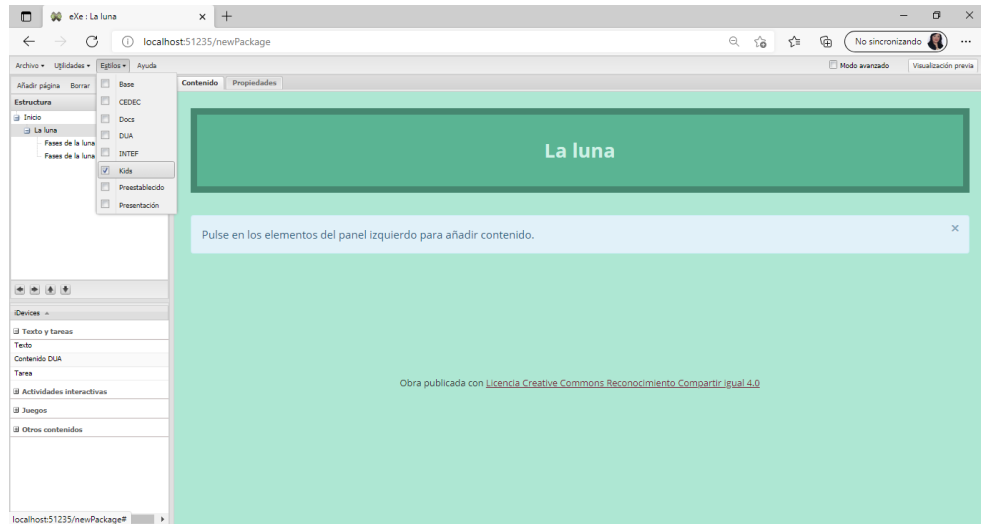 eXe : La luna
localhost:51235/newPackage
No sincronizando
Archivo Utilidades Estilos Ayuda
Modo avanzado
Visualización previa
Añadir página Borrar
Base
CEDEC
Docs
DUA
INTEF
Kids
Preestablecido
Presentación
Contenido Propiedades
Estructura
Inicio
La luna
Fases de la luna
Fases de la luna
La luna
Pulse en los elementos del panel izquierdo para añadir contenido.
iDevices
Texto y tareas
Texto
Contenido DUA
Tarea
Actividades interactivas
Juegos
Otros contenidos
Obra publicada con Licencia Creative Commons Reconocimiento Compartir igual 4.0
localhost:51235/newPackage#